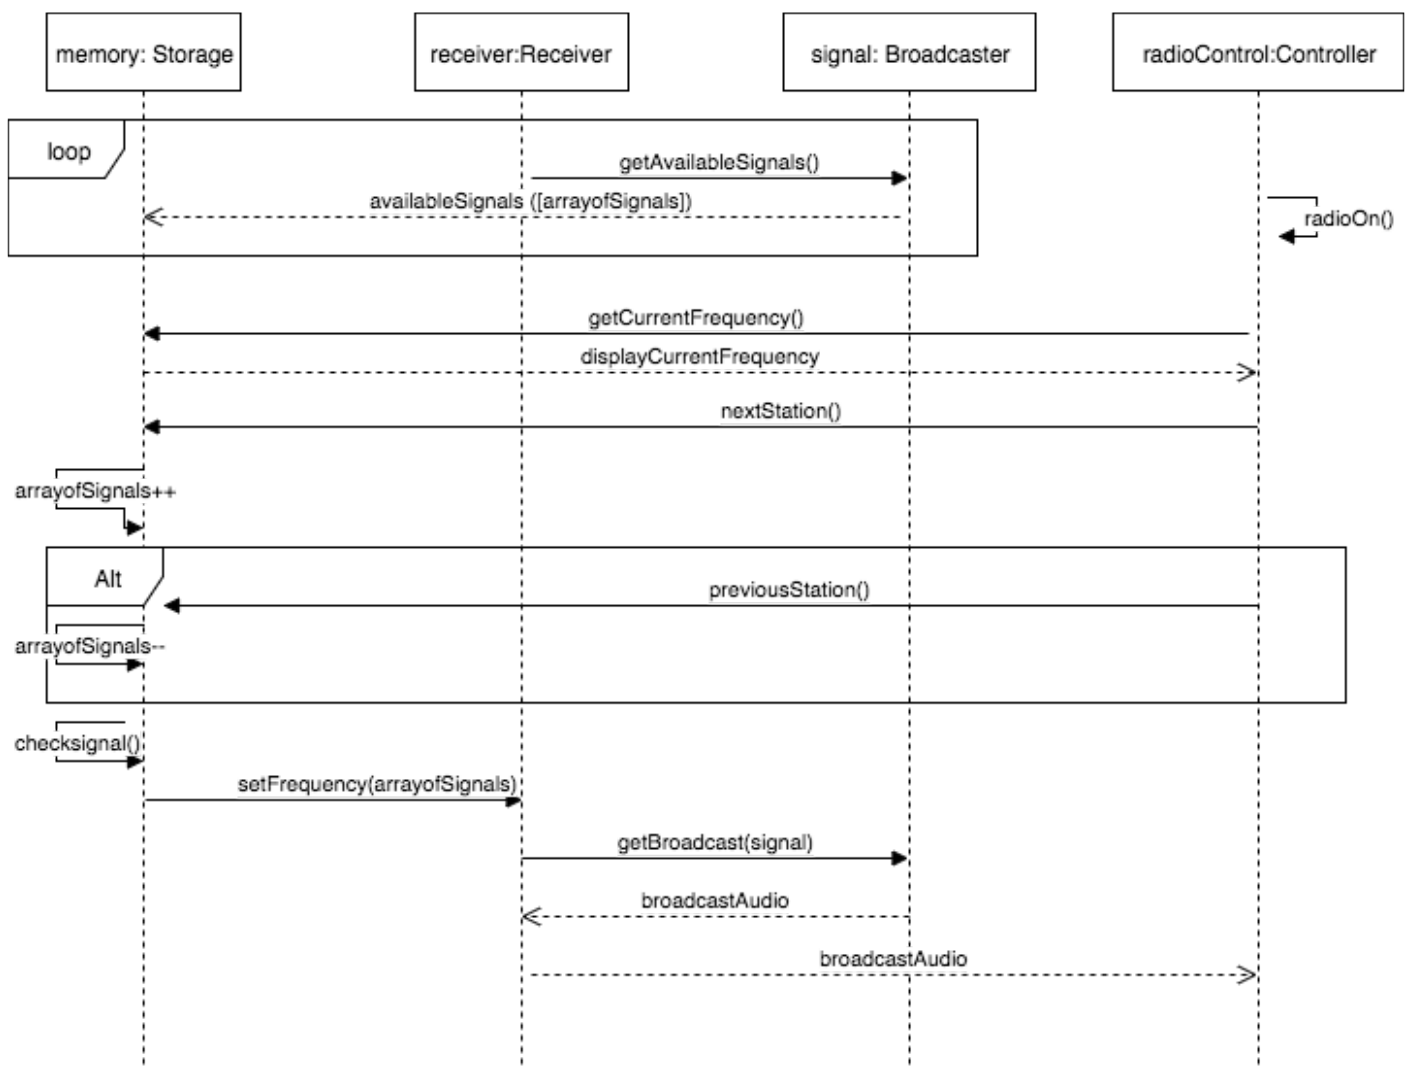 memory: Storage
receiver:Receiver
signal: Broadcaster
radioControl:Controller
loop
getAvailableSignals()
availableSignals ([arrayofSignals])
radioOn()
getCurrentFrequency()
displayCurrentFrequency
nextStation()
arrayofSignals++
Alt
previousStation()
arrayofSignals--
checksignal()
setFrequency(arrayofSignals)
getBroadcast(signal)
broadcastAudio
broadcastAudio